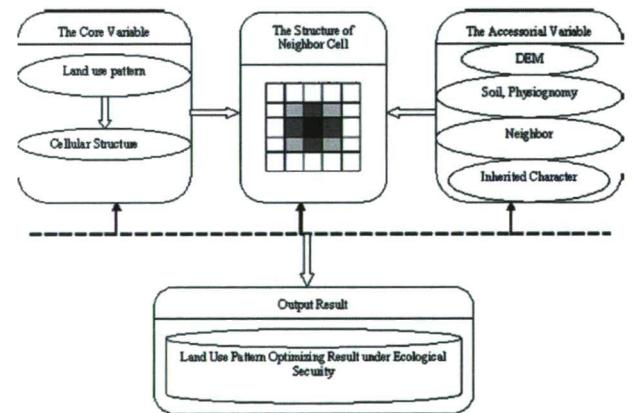 The Core Variable
Land use pattern
Cellular Structure
The Structure of
Neighbor Cell
The Accessorial Variable
DEM
Soil, Physiognomy
Neighbor
Inherited Character
Output Result
Land Use Pattern Optimizing Result under Ecological
Security